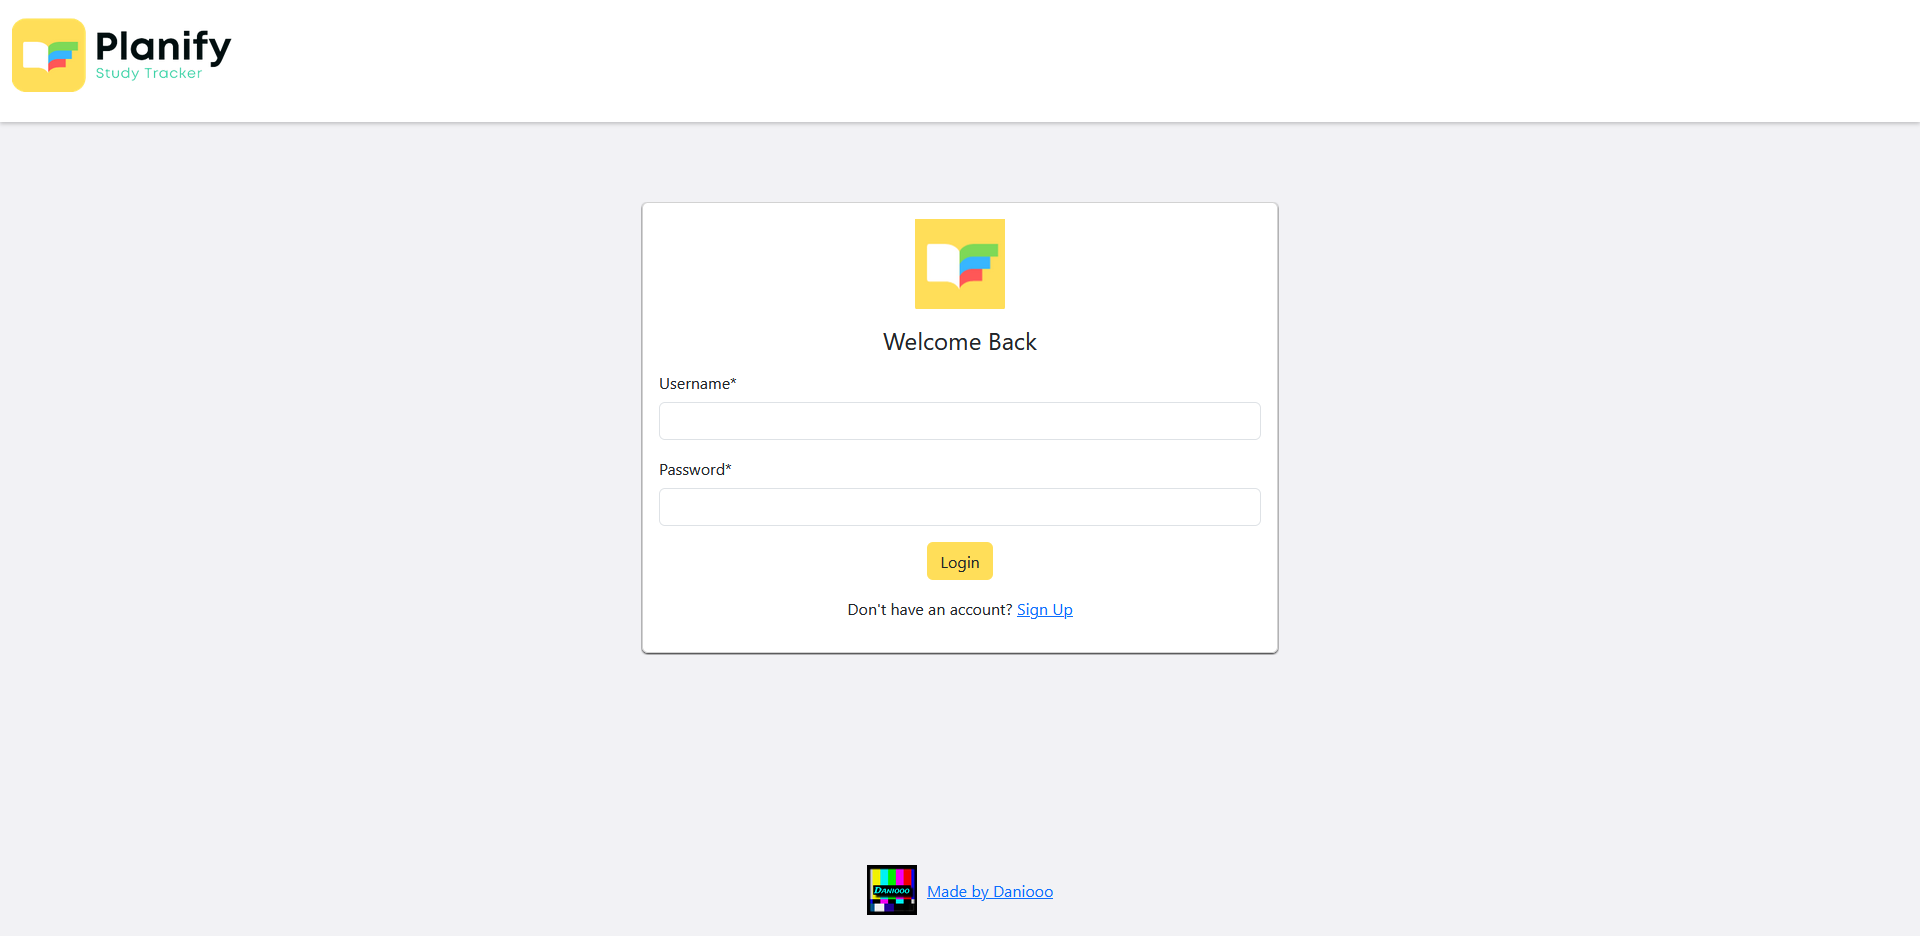 Planify
Study Tracker
Welcome Back
Username*
Password*
Login
Don't have an account? Sign Up
DANIOOO
Made by Daniooo